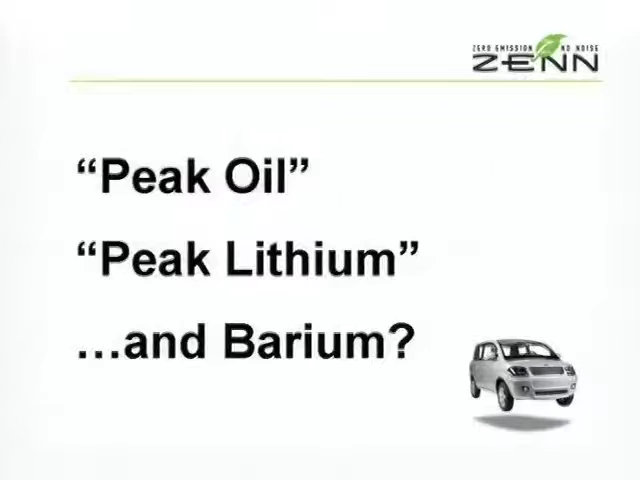 ZERO EMISSION NO NOISE
ZENN
“Peak Oil”
“Peak Lithium”
…and Barium?